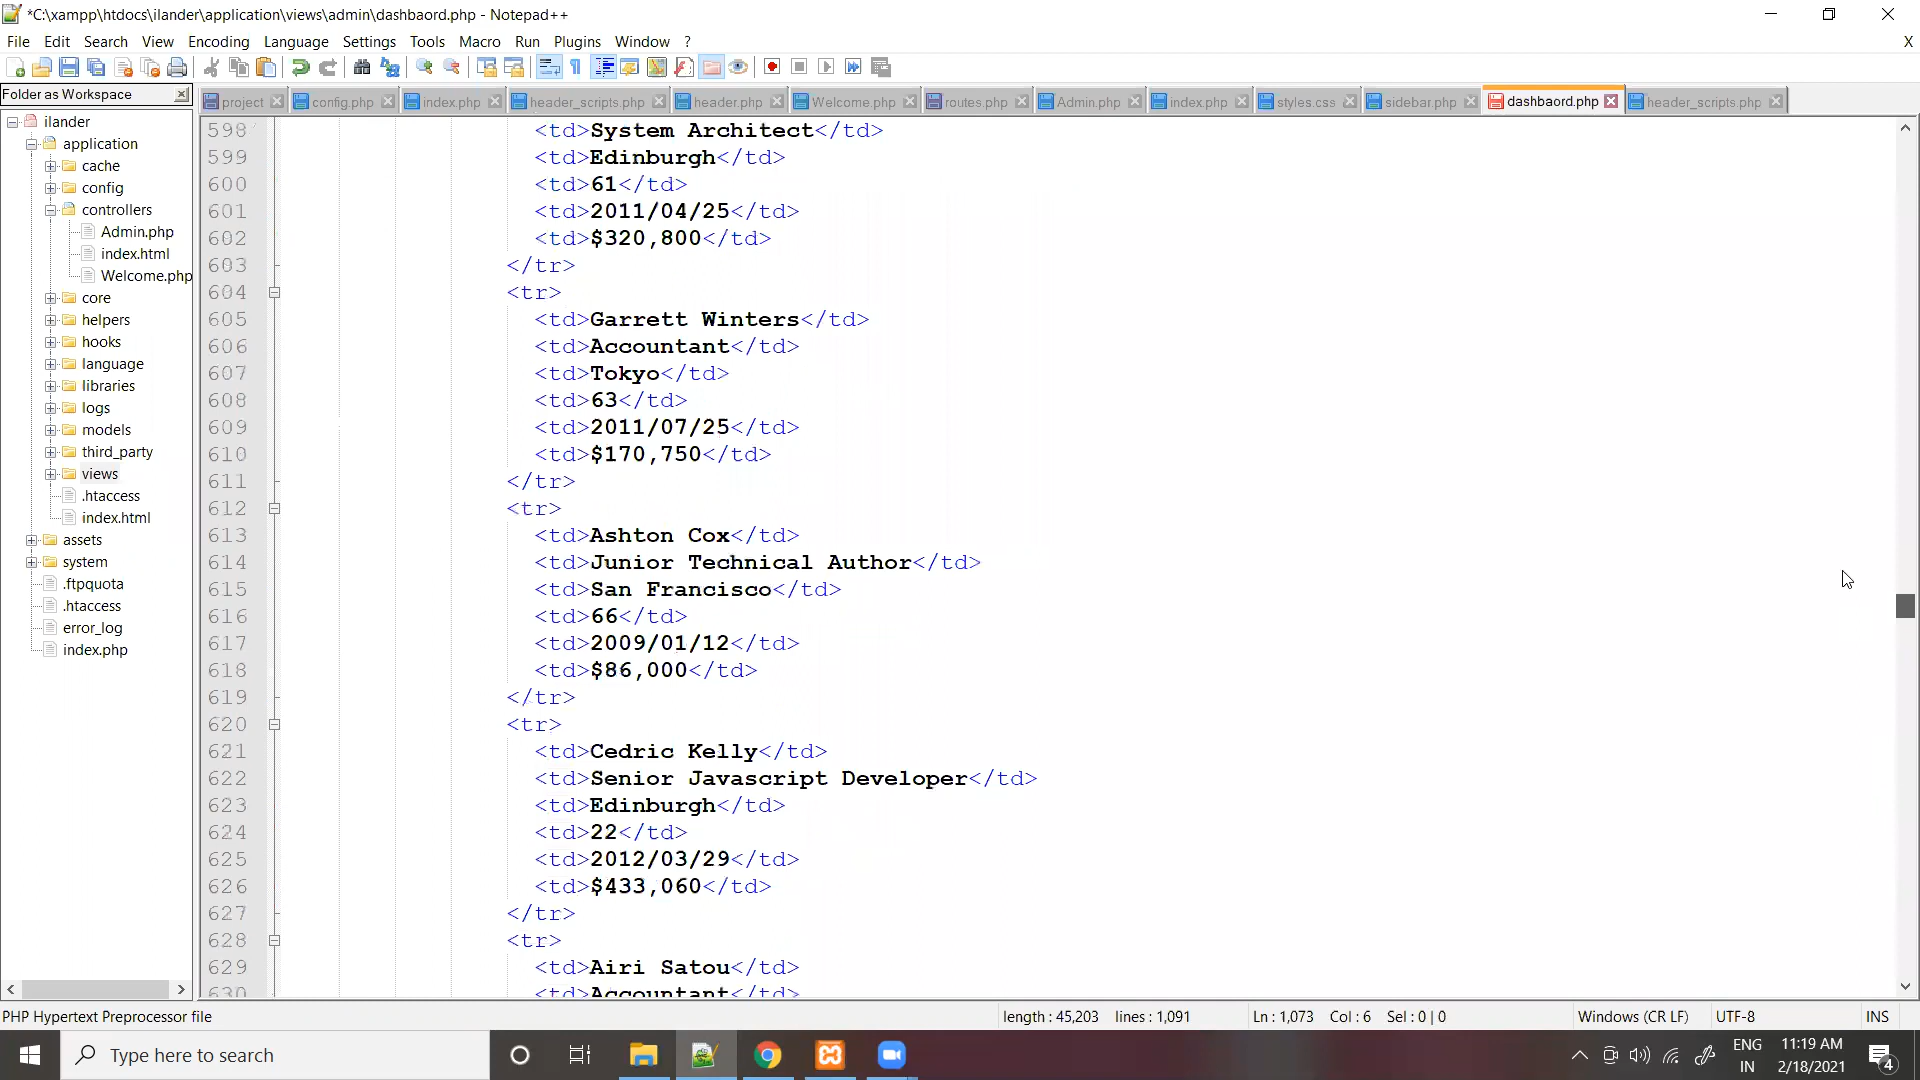 *C:\xampp\htdocs\ilander\application\views\admin\dashbaord.php - Notepad++
File Edit Search View Encoding Language Settings Tools Macro Run Plugins Window ? X
Folder as Workspace
project config.php index.php header_scripts.php header.php Welcome.php routes.php Admin.php index.php styles.css sidebar.php dashbaord.php header_scripts.php
ilander
application
cache
config
controllers
Admin.php
index.html
Welcome.php
core
helpers
hooks
language
libraries
logs
models
third_party
views
.htaccess
index.html
assets
system
.ftpquota
.htaccess
error_log
index.php
598 <td>System Architect</td>
599 <td>Edinburgh</td>
600 <td>61</td>
601 <td>2011/04/25</td>
602 <td>$320,800</td>
603 </tr>
604 <tr>
605 <td>Garrett Winters</td>
606 <td>Accountant</td>
607 <td>Tokyo</td>
608 <td>63</td>
609 <td>2011/07/25</td>
610 <td>$170,750</td>
611 </tr>
612 <tr>
613 <td>Ashton Cox</td>
614 <td>Junior Technical Author</td>
615 <td>San Francisco</td>
616 <td>66</td>
617 <td>2009/01/12</td>
618 <td>$86,000</td>
619 </tr>
620 <tr>
621 <td>Cedric Kelly</td>
622 <td>Senior Javascript Developer</td>
623 <td>Edinburgh</td>
624 <td>22</td>
625 <td>2012/03/29</td>
626 <td>$433,060</td>
627 </tr>
628 <tr>
629 <td>Airi Satou</td>
630 <td>Accountant</td>
PHP Hypertext Preprocessor file length : 45,203 lines : 1,091 Ln : 1,073 Col : 6 Sel : 0 | 0 Windows (CR LF) UTF-8 INS
Type here to search
ENG
IN
11:19 AM
2/18/2021
4